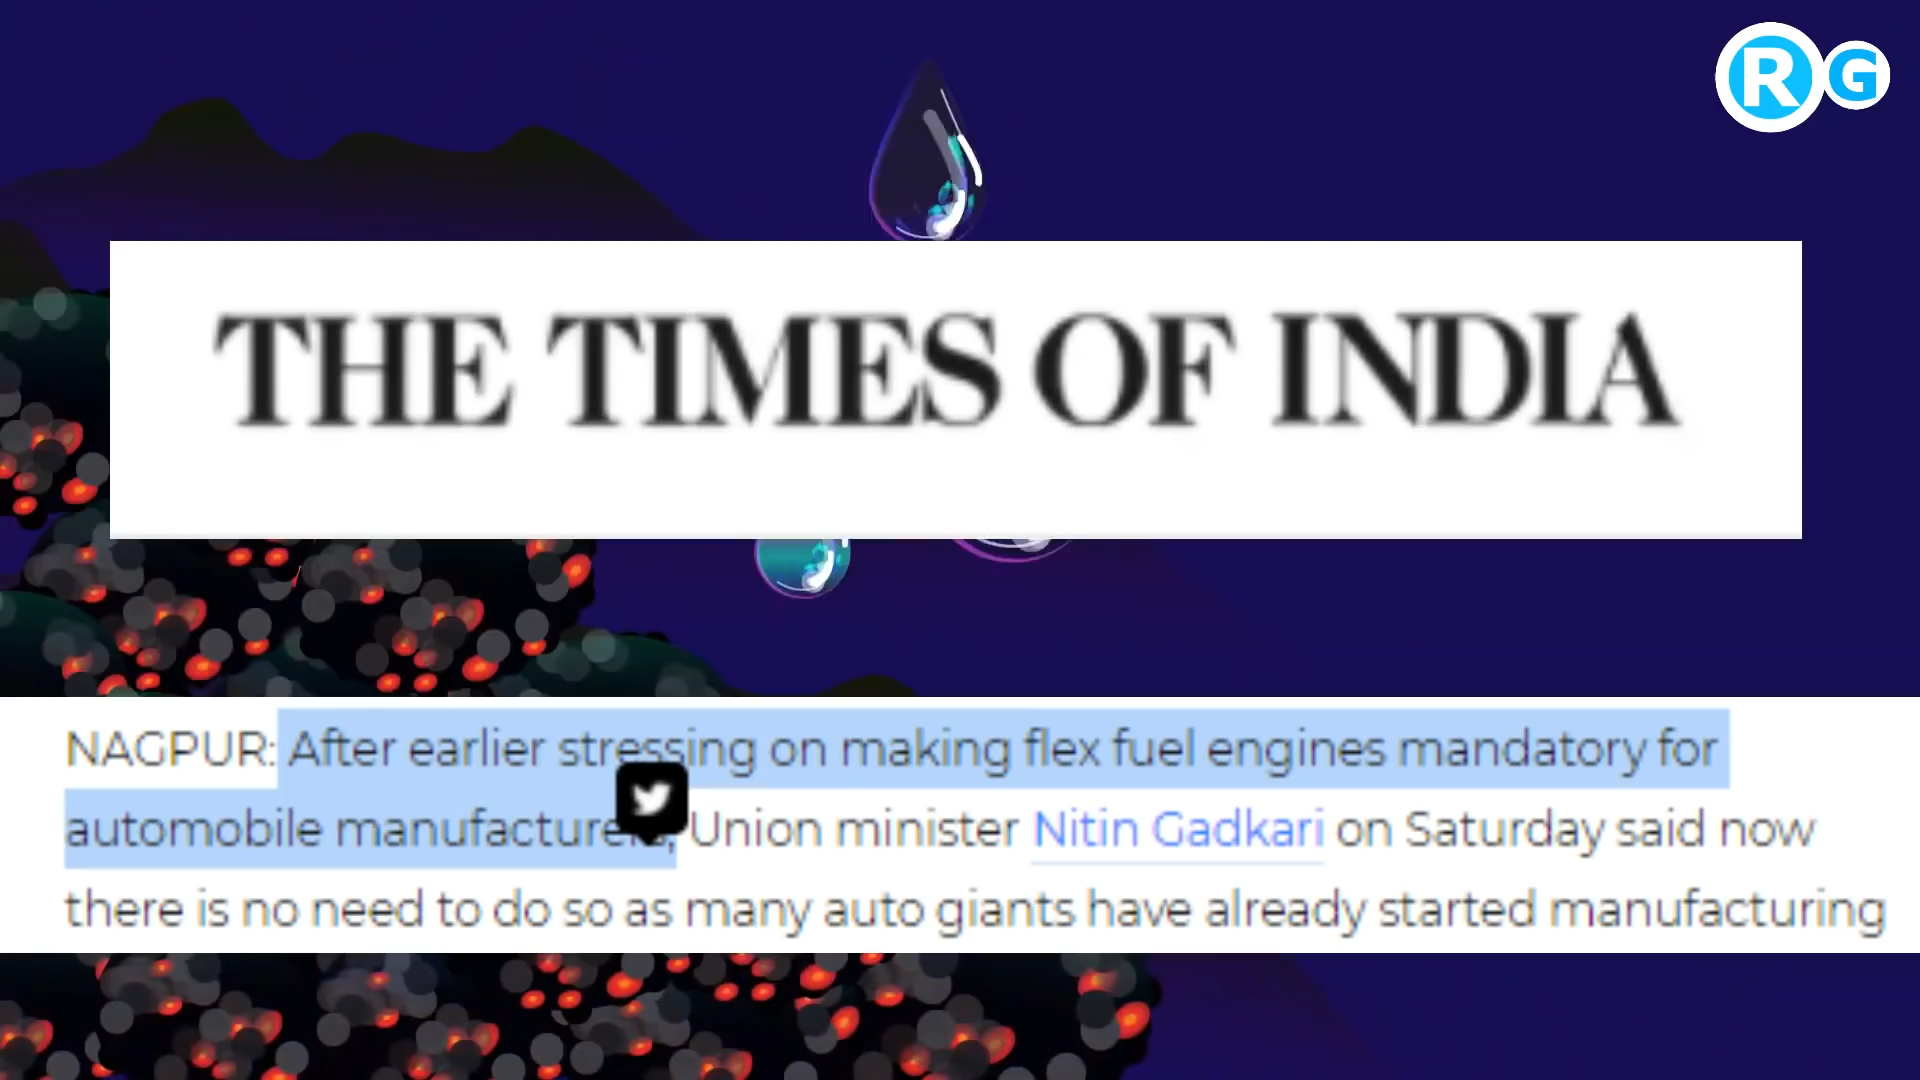 RG
THE TIMES OF INDIA
NAGPUR: After earlier stressing on making flex fuel engines mandatory for
automobile manufacturers, Union minister Nitin Gadkari on Saturday said now
there is no need to do so as many auto giants have already started manufacturing